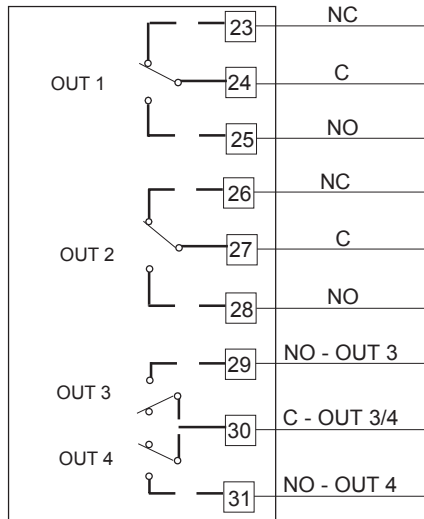 23 NC
OUT 1
24 C
25 NO
26 NC
OUT 2
27 C
28 NO
29 NO - OUT 3
OUT 3
30 C - OUT 3/4
OUT 4
31 NO - OUT 4